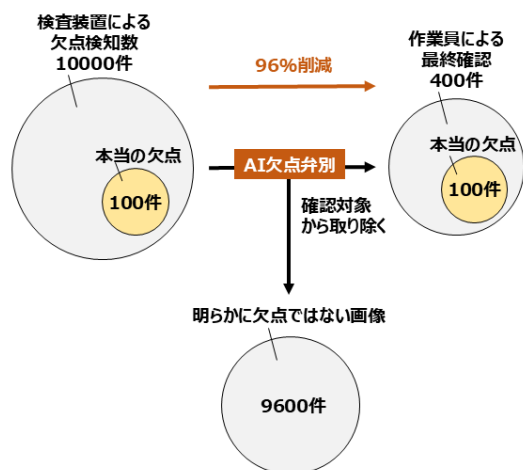 検査装置による
欠点検知数
10000件
96%削減
作業員による
最終確認
400件
本当の欠点
100件
AI欠点弁別
本当の欠点
100件
確認対象
から取り除く
明らかに欠点ではない画像
9600件